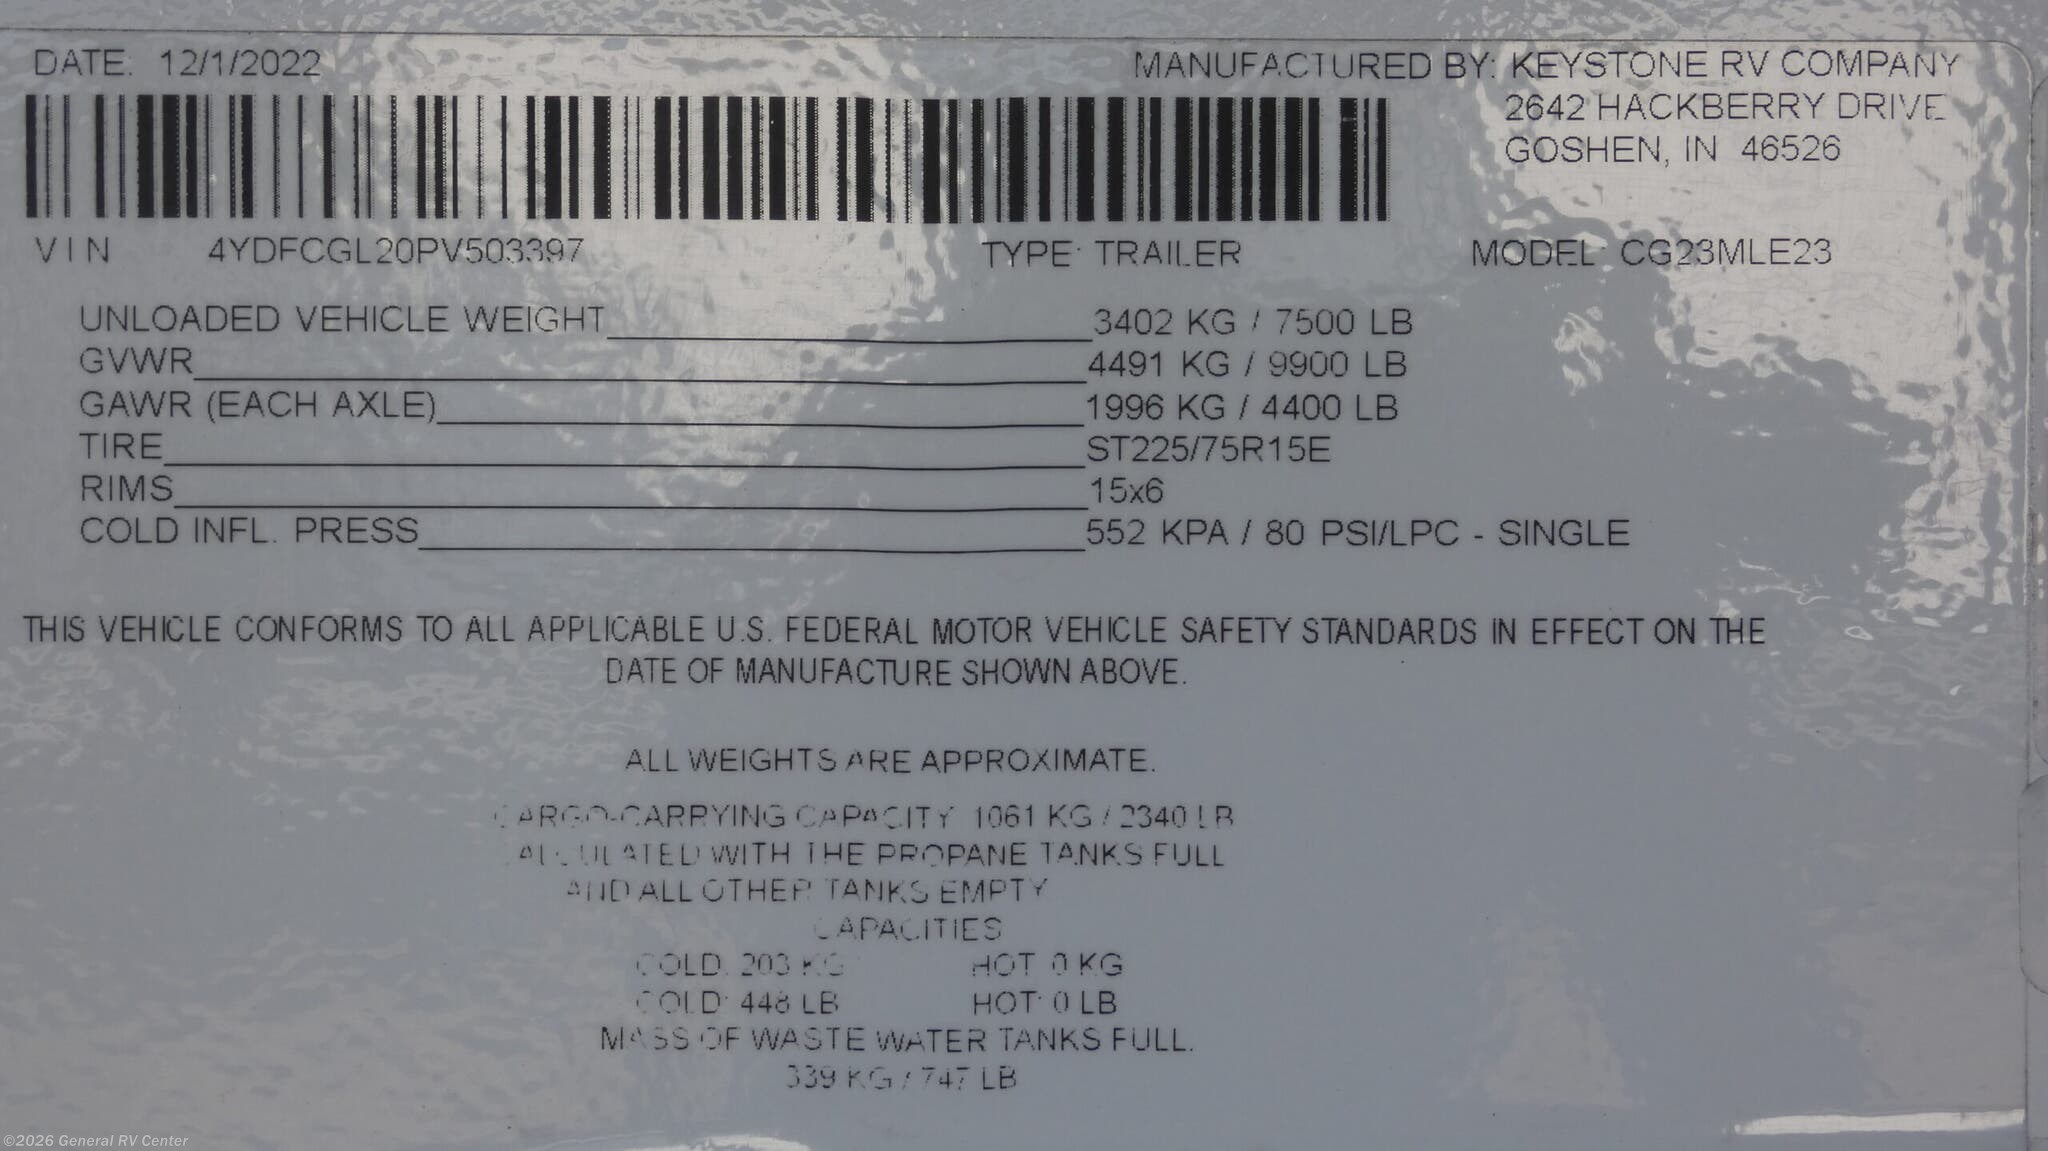 DATE: 12/1/2022
MANUFACTURED BY: KEYSTONE RV COMPANY
2642 HACKBERRY DRIVE
GOSHEN, IN 46526
VIN 4YDFCGL20PV503397 TYPE: TRAILER MODEL: CG23MLE23
UNLOADED VEHICLE WEIGHT 3402 KG / 7500 LB
GVWR 4491 KG / 9900 LB
GAWR (EACH AXLE) 1996 KG / 4400 LB
TIRE ST225/75R15E
RIMS 15x6
COLD INFL. PRESS 552 KPA / 80 PSI/LPC - SINGLE
THIS VEHICLE CONFORMS TO ALL APPLICABLE U.S. FEDERAL MOTOR VEHICLE SAFETY STANDARDS IN EFFECT ON THE
DATE OF MANUFACTURE SHOWN ABOVE.
ALL WEIGHTS ARE APPROXIMATE.
CARGO-CARRYING CAPACITY 1061 KG / 2340 LB
CALCULATED WITH THE PROPANE TANKS FULL
AND ALL OTHER TANKS EMPTY
CAPACITIES
COLD: 203 KG HOT: 0 KG
COLD: 448 LB HOT: 0 LB
MASS OF WASTE WATER TANKS FULL.
339 KG / 747 LB
©2026 General RV Center